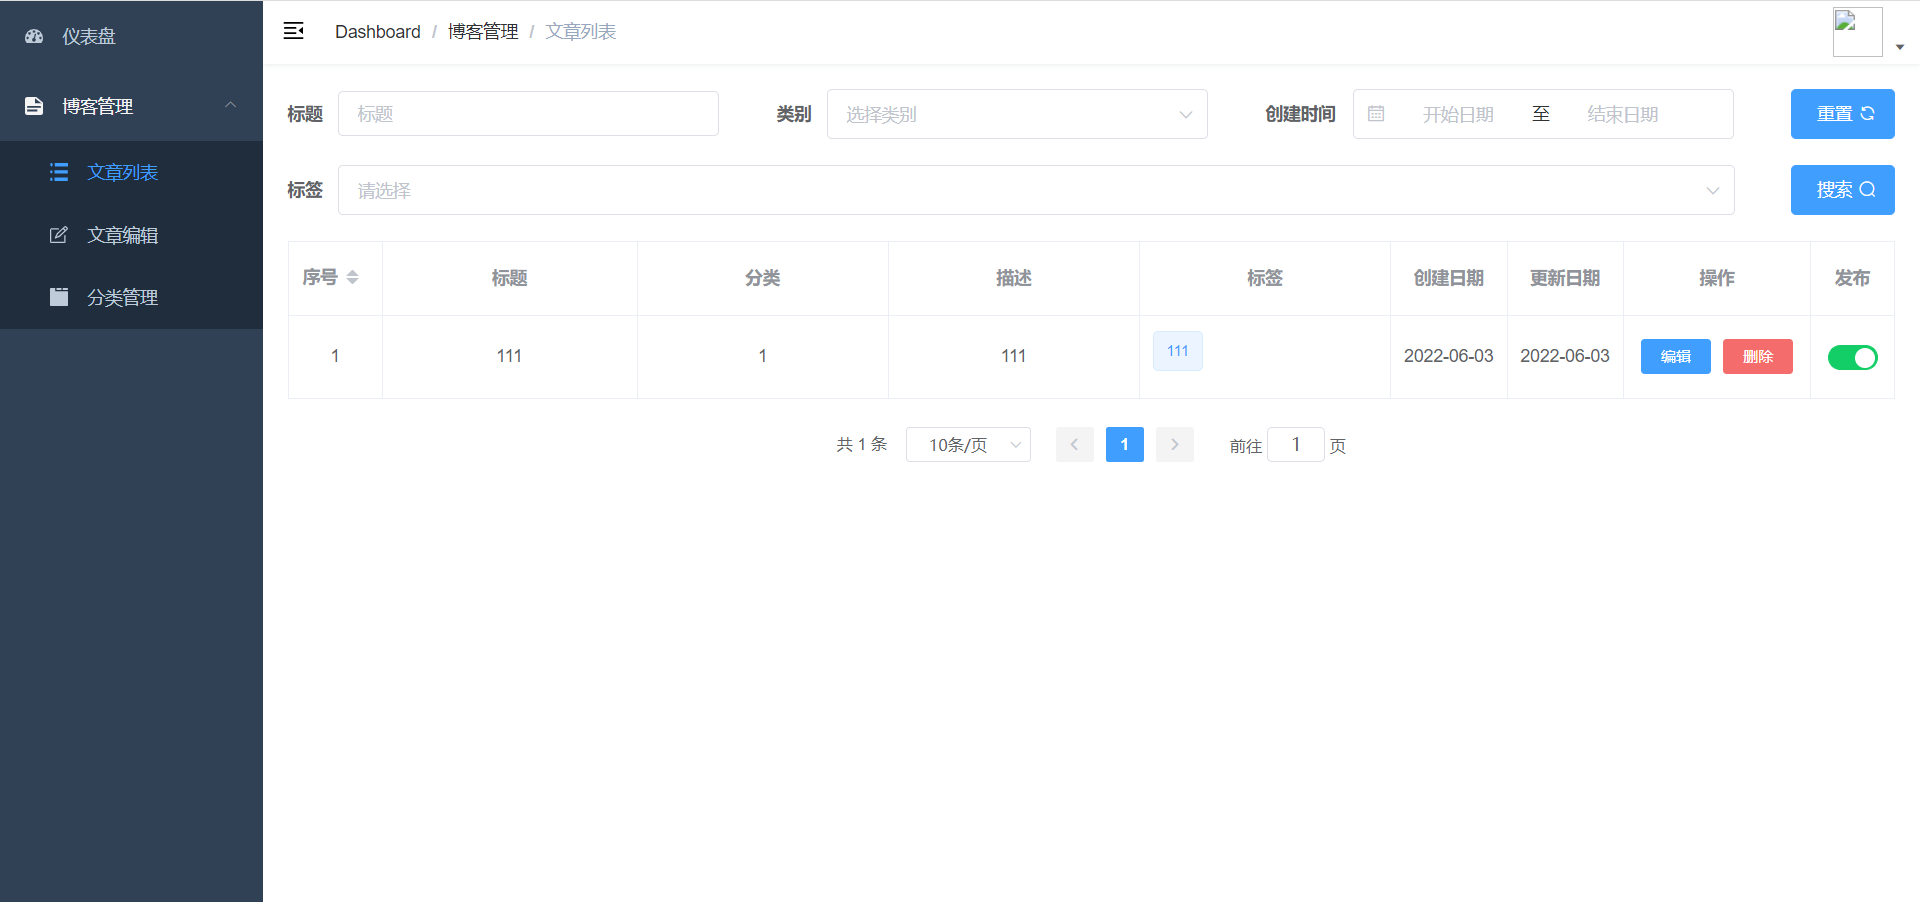 仪表盘
博客管理
文章列表
文章编辑
分类管理
Dashboard / 博客管理 / 文章列表
标题 标题 类别 选择类别 创建时间 开始日期 至 结束日期 重置
标签 请选择 搜索
序号 标题 分类 描述 标签 创建日期 更新日期 操作 发布
1 111 1 111 111 2022-06-03 2022-06-03 编辑 删除
共 1 条 10条/页 1 前往 1 页